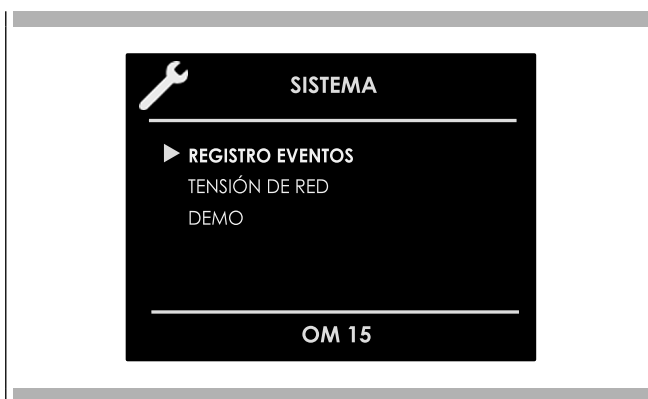 SISTEMA
REGISTRO EVENTOS
TENSIÓN DE RED
DEMO
OM 15